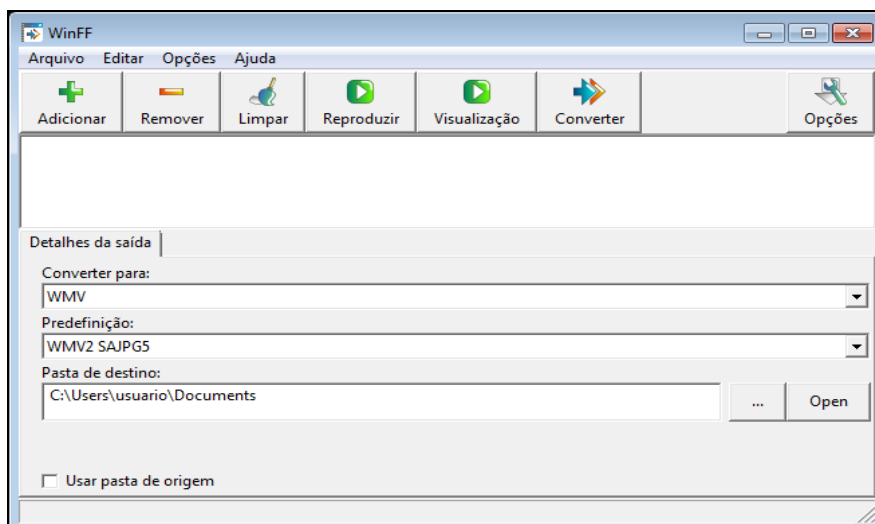 WinFF
Arquivo Editar Opções Ajuda
Adicionar Remover Limpar Reproduzir Visualização Converter Opções
Detalhes da saída
Converter para:
WMV
Predefinição:
WMV2 SAJPG5
Pasta de destino:
C:\Users\usuario\Documents
... Open
Usar pasta de origem